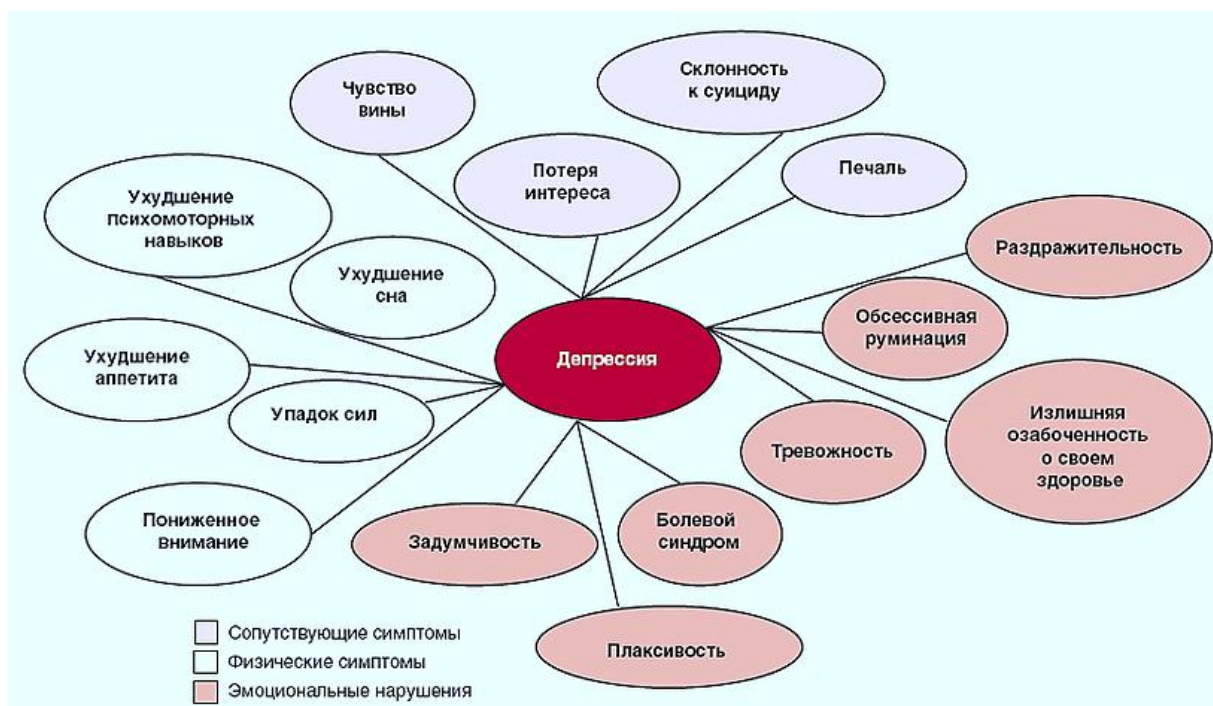 Чувство
вины
Склонность
к суициду
Потеря
интереса
Печаль
Ухудшение
психомоторных
навыков
Ухудшение
сна
Раздражительность
Обсессивная
руминация
Депрессия
Ухудшение
аппетита
Упадок сил
Излишняя
озабоченность
о своем
здоровье
Тревожность
Пониженное
внимание
Задумчивость
Болевой
синдром
Плаксивость
Сопутствующие симптомы
Физические симптомы
Эмоциональные нарушения